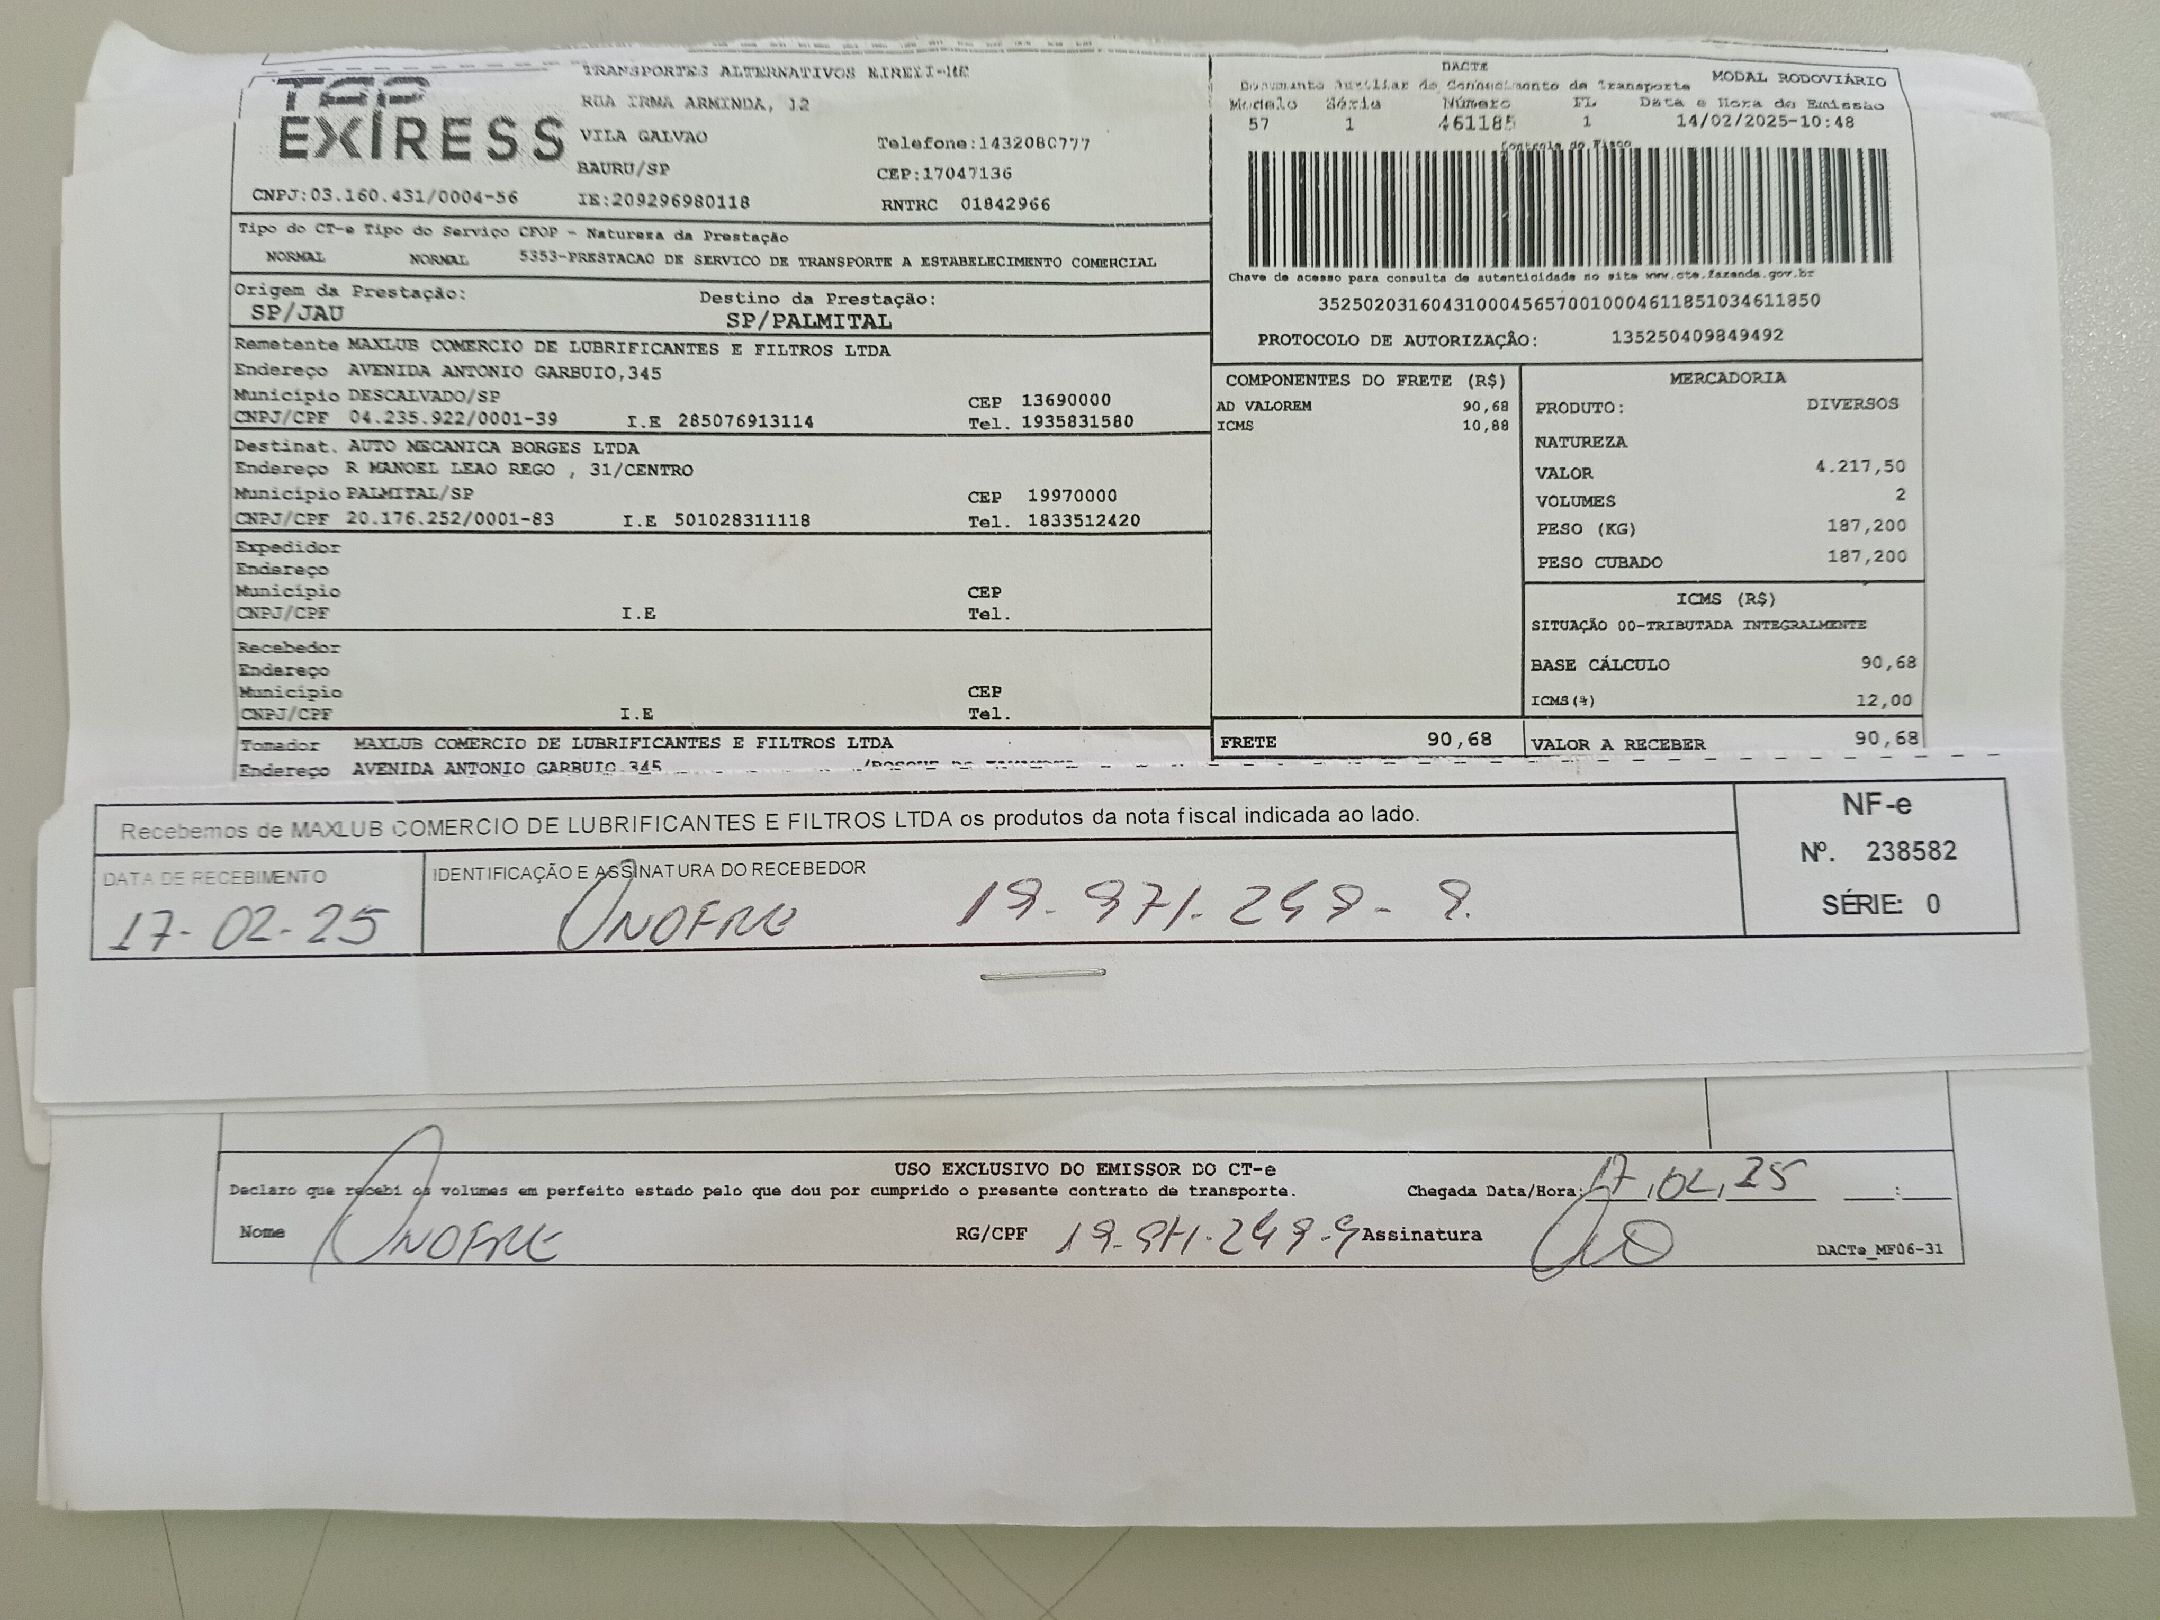 EXIRESS
TRANSPORTES ALTERNATIVOS EIRELI-ME
RUA IRMA ARMINDA, 12
VILA GALVAO Telefone:1432080777
BAURU/SP CEP:17047136
CNPJ:03.160.431/0004-56 IE:209296980118 RNTRC 01842966
DACTE
Documento Auxiliar do Conhecimento de Transporte MODAL RODOVIÁRIO
Modelo Série Número FL Data e Hora do Emissão
57 1 461185 1 14/02/2025-10:48
Controle do Fisco
Chave de acesso para consulta de autenticidade no site www.cte.fazenda.gov.br
35250203160431000456570010004611851034611850
PROTOCOLO DE AUTORIZAÇÃO: 135250409849492
Tipo do CT-e Tipo do Serviço CFOP - Natureza da Prestação
NORMAL NORMAL 5353-PRESTACAO DE SERVICO DE TRANSPORTE A ESTABELECIMENTO COMERCIAL
Origem da Prestação: Destino da Prestação:
SP/JAU SP/PALMITAL
Remetente MAXLUB COMERCIO DE LUBRIFICANTES E FILTROS LTDA
Endereço AVENIDA ANTONIO GARBUIO,345
Município DESCALVADO/SP CEP 13690000
CNPJ/CPF 04.235.922/0001-39 I.E 285076913114 Tel. 1935831580
Destinat. AUTO MECANICA BORGES LTDA
Endereço R MANOEL LEAO REGO , 31/CENTRO
Município PALMITAL/SP CEP 19970000
CNPJ/CPF 20.176.252/0001-83 I.E 501028311118 Tel. 1833512420
Expedidor
Endereço
Município CEP
CNPJ/CPF I.E Tel.
Recebedor
Endereço
Município CEP
CNPJ/CPF I.E Tel.
Tomador MAXLUB COMERCIO DE LUBRIFICANTES E FILTROS LTDA
Endereço AVENIDA ANTONIO GARBUIO,345
COMPONENTES DO FRETE (R$)
AD VALOREM 90,68
ICMS 10,88
FRETE 90,68
MERCADORIA
PRODUTO: DIVERSOS
NATUREZA
VALOR 4.217,50
VOLUMES 2
PESO (KG) 187,200
PESO CUBADO 187,200
ICMS (R$)
SITUAÇÃO 00-TRIBUTADA INTEGRALMENTE
BASE CÁLCULO 90,68
ICMS(%) 12,00
VALOR A RECEBER 90,68
Recebemos de MAXLUB COMERCIO DE LUBRIFICANTES E FILTROS LTDA os produtos da nota fiscal indicada ao lado.
DATA DE RECEBIMENTO IDENTIFICAÇÃO E ASSINATURA DO RECEBEDOR
17-02-25 ONOFRE 19.971.249-9.
NF-e
Nº. 238582
SÉRIE: 0
USO EXCLUSIVO DO EMISSOR DO CT-e
Declaro que recebi os volumes em perfeito estado pelo que dou por cumprido o presente contrato de transporte. Chegada Data/Hora: 17,02,25 :
Nome ONOFRE RG/CPF 19.971.249-9 Assinatura
DACTe_MF06-31